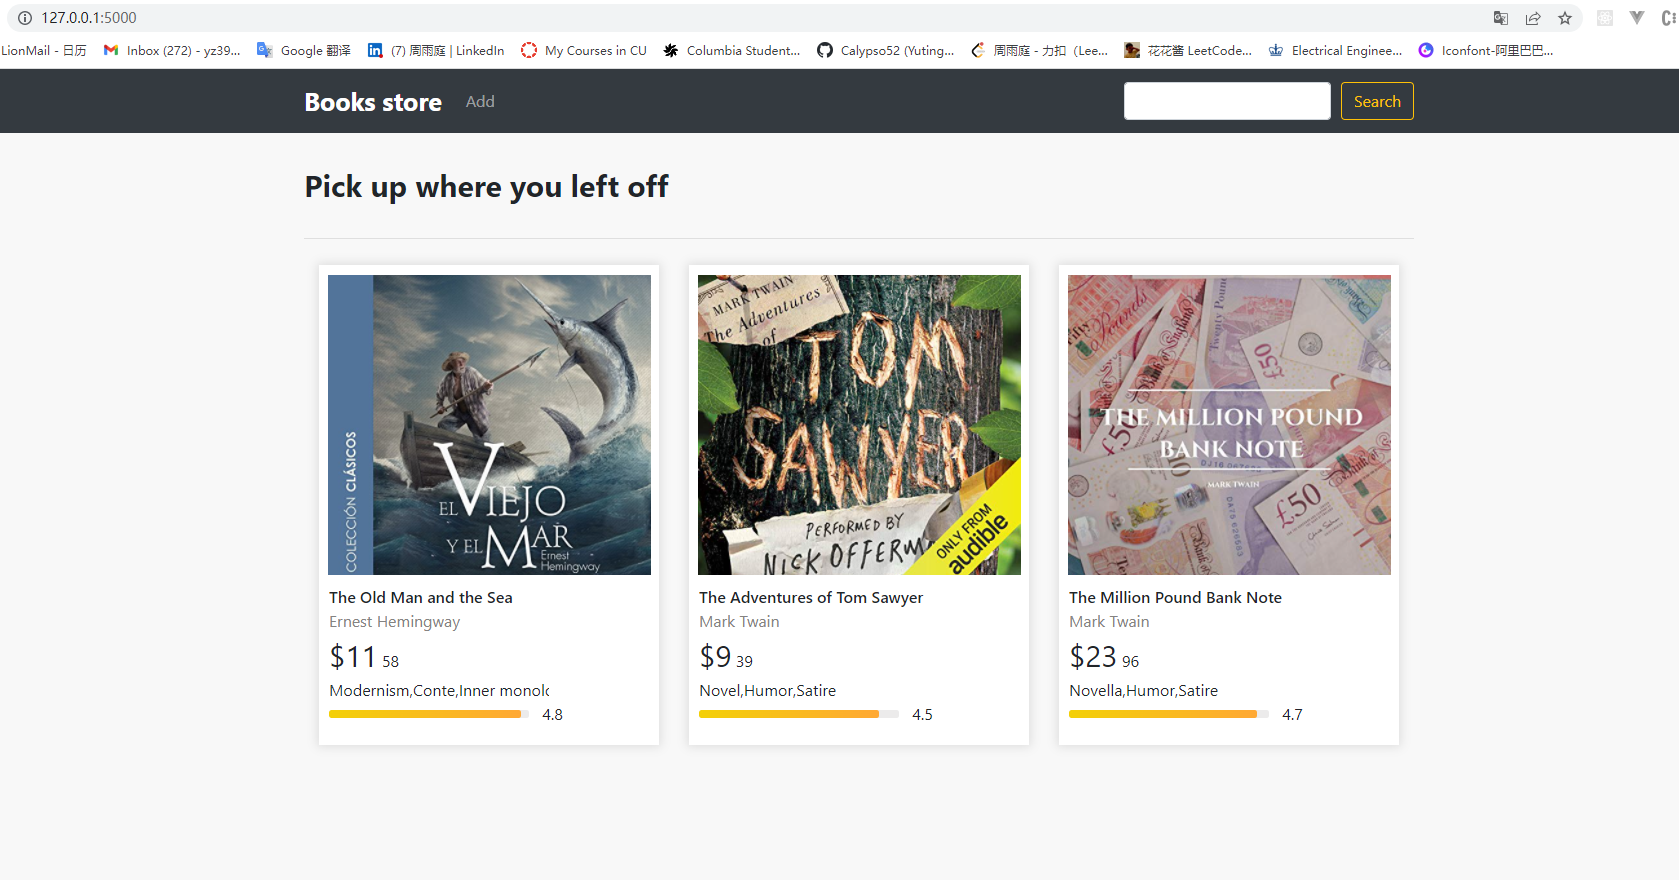 127.0.0.1:5000
LionMail - 日历
Inbox (272) - yz39...
Google 翻译
(7) 周雨庭 | LinkedIn
My Courses in CU
Columbia Student...
Calypso52 (Yuting...
周雨庭 - 力扣 (Lee...
花花酱 LeetCode...
Electrical Enginee...
Iconfont-阿里巴巴...
Books store
Add
Search
Pick up where you left off
COLECCIÓN CLÁSICOS
EL VIEJO
Y EL MAR
Ernest
Hemingway
The Old Man and the Sea
Ernest Hemingway
$11 58
Modernism,Conte,Inner monolo
4.8
MARK TWAIN
The Adventures
of
TOM
SAWYER
PERFORMED BY
NICK OFFERM
ONLY FROM
audible
The Adventures of Tom Sawyer
Mark Twain
$9 39
Novel,Humor,Satire
4.5
THE MILLION POUND
BANK NOTE
MARK TWAIN
£50
£50
The Million Pound Bank Note
Mark Twain
$23 96
Novella,Humor,Satire
4.7